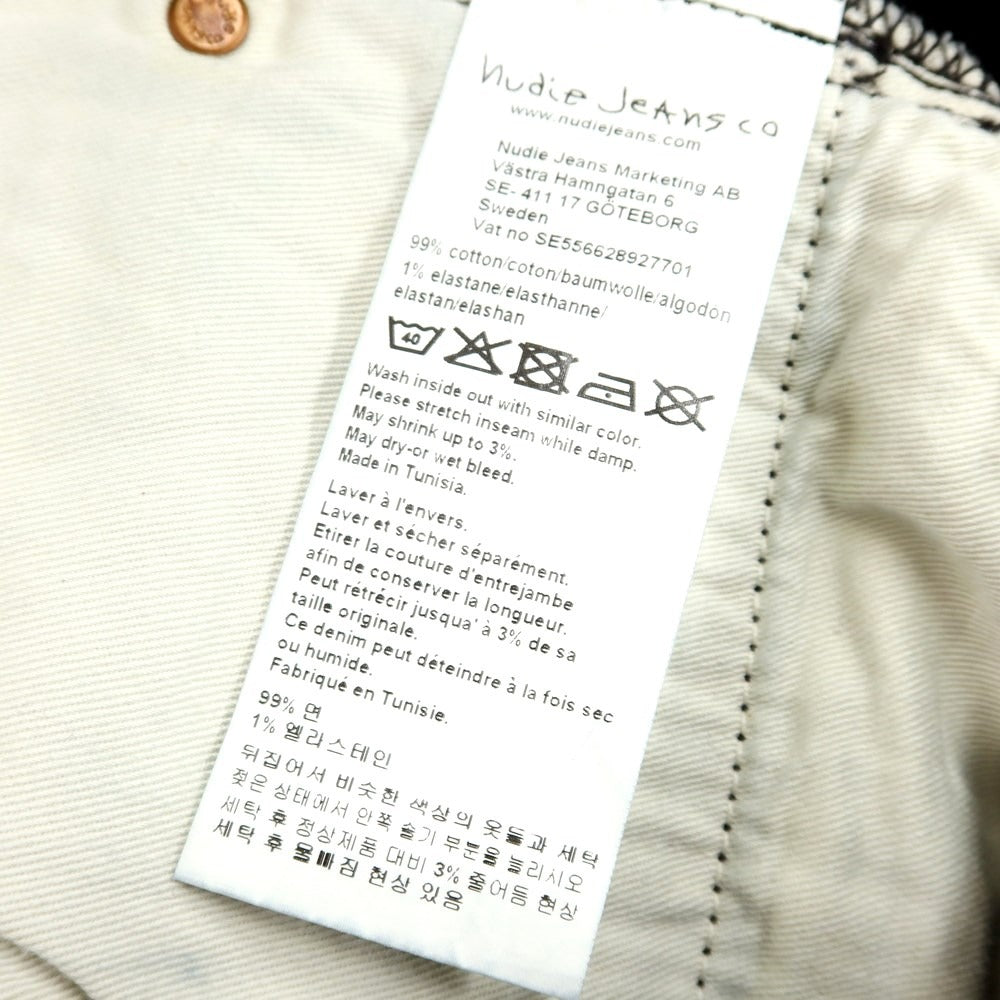 nudie jeans co
www.nudiejeans.com
Nudie Jeans Marketing AB
Västra Hamngatan 6
SE- 411 17 GÖTEBORG
Sweden
Vat no SE556628927701
99% cotton/coton/baumwolle/algodon
1% elastane/elasthanne/
elastan/elashan
40
Wash inside out with similar color.
Please stretch inseam while damp.
May shrink up to 3%.
May dry-or wet bleed.
Made in Tunisia.
Laver à l'envers.
Laver et sécher séparément.
Etirer la couture d'entrejambe
afin de conserver la longueur.
Peut rétrécir jusqua' à 3% de sa
taille originale.
Ce denim peut déteindre à la fois sec
ou humide.
Fabriqué en Tunisie.
99% 면
1% 엘라스테인
뒤집어서 비슷한 색상의 옷들과 세탁
젖은 상태에서 안쪽 솔기 부분을 늘리시오
세탁 후 정상제품 대비 3% 줄어듬 현상
세탁 후 물빠짐 현상 있음